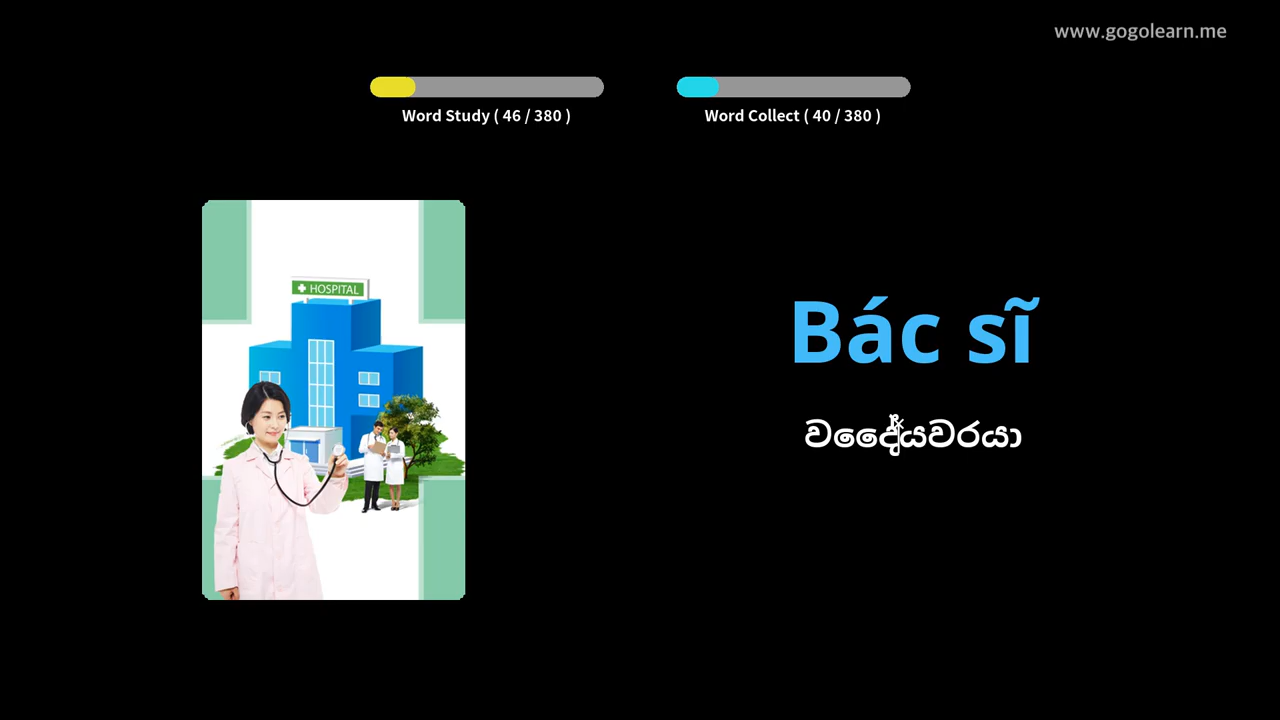 www.gogolearn.me
Word Study ( 46 / 380 )
Word Collect ( 40 / 380 )
HOSPITAL
Bác sĩ
වෛද්‍යවරයා